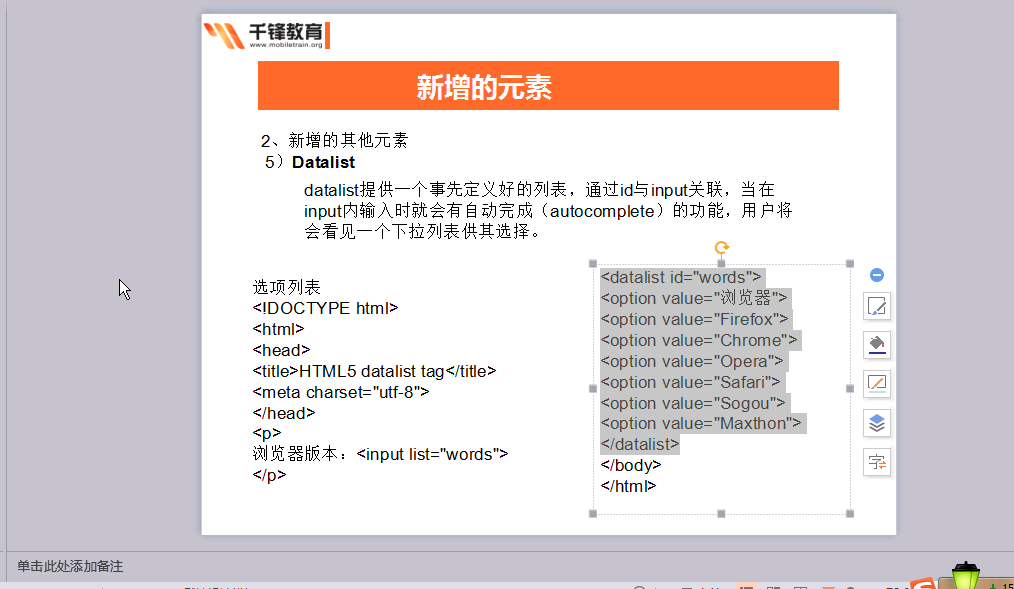 千锋教育
www.mobiletrain.org
新增的元素
2、新增的其他元素
5）Datalist
datalist提供一个事先定义好的列表，通过id与input关联，当在
input内输入时就会有自动完成（autocomplete）的功能，用户将
会看见一个下拉列表供其选择。
选项列表
<!DOCTYPE html>
<html>
<head>
<title>HTML5 datalist tag</title>
<meta charset="utf-8">
</head>
<p>
浏览器版本：<input list="words">
</p>
<datalist id="words">
<option value="浏览器">
<option value="Firefox">
<option value="Chrome">
<option value="Opera">
<option value="Safari">
<option value="Sogou">
<option value="Maxthon">
</datalist>
</body>
</html>
字
单击此处添加备注
15